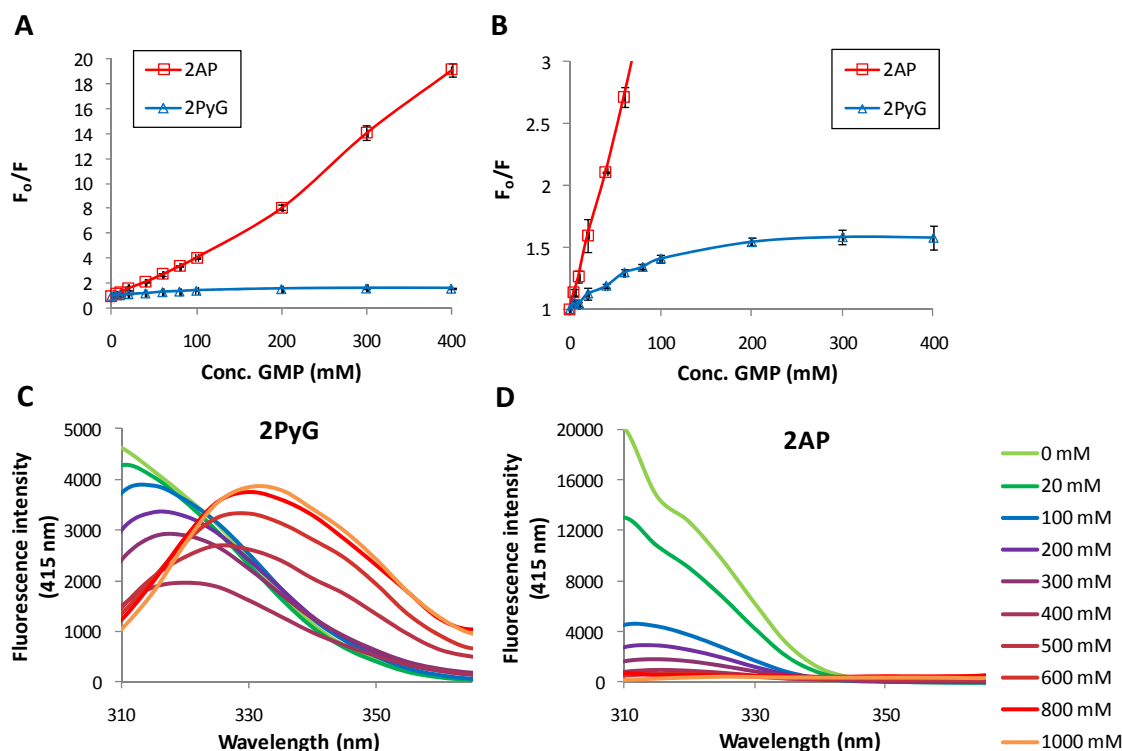 A
2AP
2PyG
Fo/F
20
18
16
14
12
10
8
6
4
2
0
0 100 200 300 400
Conc. GMP (mM)
B
2AP
2PyG
Fo/F
3
2.5
2
1.5
1
0 100 200 300 400
Conc. GMP (mM)
C
2PyG
Fluorescence intensity
(415 nm)
5000
4000
3000
2000
1000
0
310 330 350
Wavelength (nm)
D
2AP
Fluorescence intensity
(415 nm)
20000
16000
12000
8000
4000
0
310 330 350
Wavelength (nm)
0 mM
20 mM
100 mM
200 mM
300 mM
400 mM
500 mM
600 mM
800 mM
1000 mM